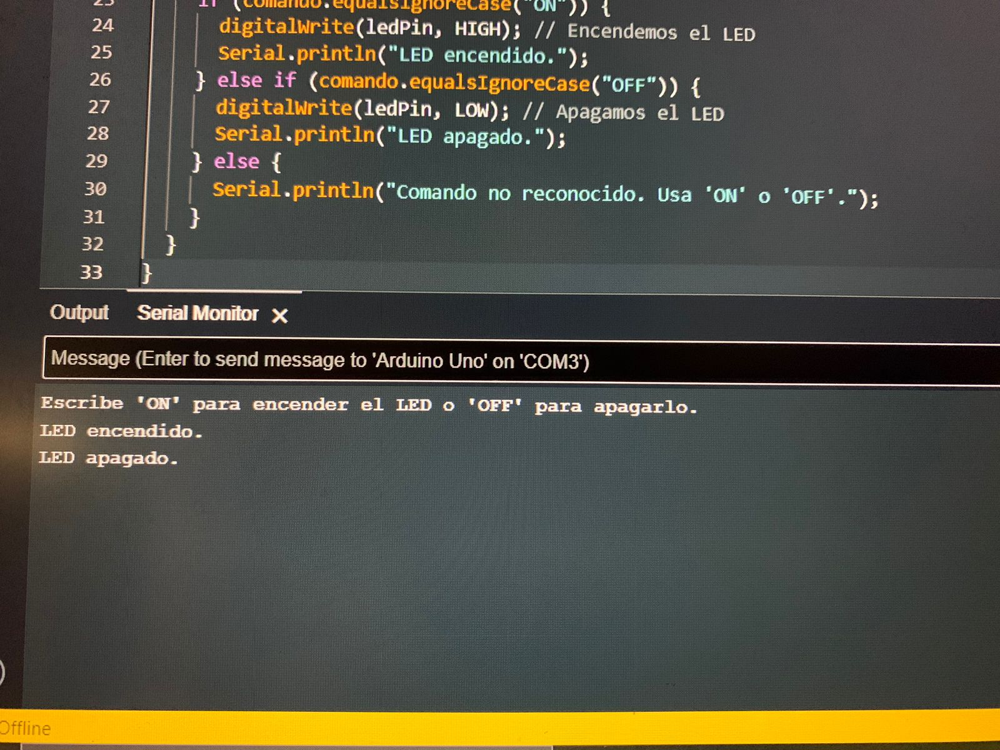 23 if (comando.equalsIgnoreCase("ON")) {
24 digitalWrite(ledPin, HIGH); // Encendemos el LED
25 Serial.println("LED encendido.");
26 } else if (comando.equalsIgnoreCase("OFF")) {
27 digitalWrite(ledPin, LOW); // Apagamos el LED
28 Serial.println("LED apagado.");
29 } else {
30 Serial.println("Comando no reconocido. Usa 'ON' o 'OFF'.");
31 }
32 }
33 }
Output Serial Monitor X
Message (Enter to send message to 'Arduino Uno' on 'COM3')
Escribe 'ON' para encender el LED o 'OFF' para apagarlo.
LED encendido.
LED apagado.
Offline